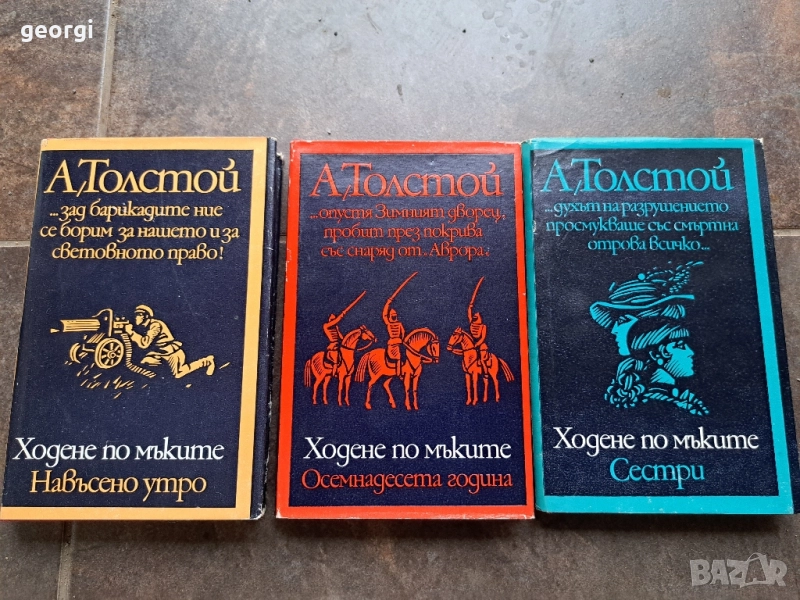 georgi
А. Толстой
...зад барикадите ние
се борим за нашето и за
световното право!
Ходене по мъките
Навъсено утро
А. Толстой
...опустя Зимният дворец,
пробит през покрива
със снаряд от „Аврора“
Ходене по мъките
Осемнадесета година
А. Толстой
...духът на разрушението
просмукваше със смъртна
отрова всичко...
Ходене по мъките
Сестри
BAZAR